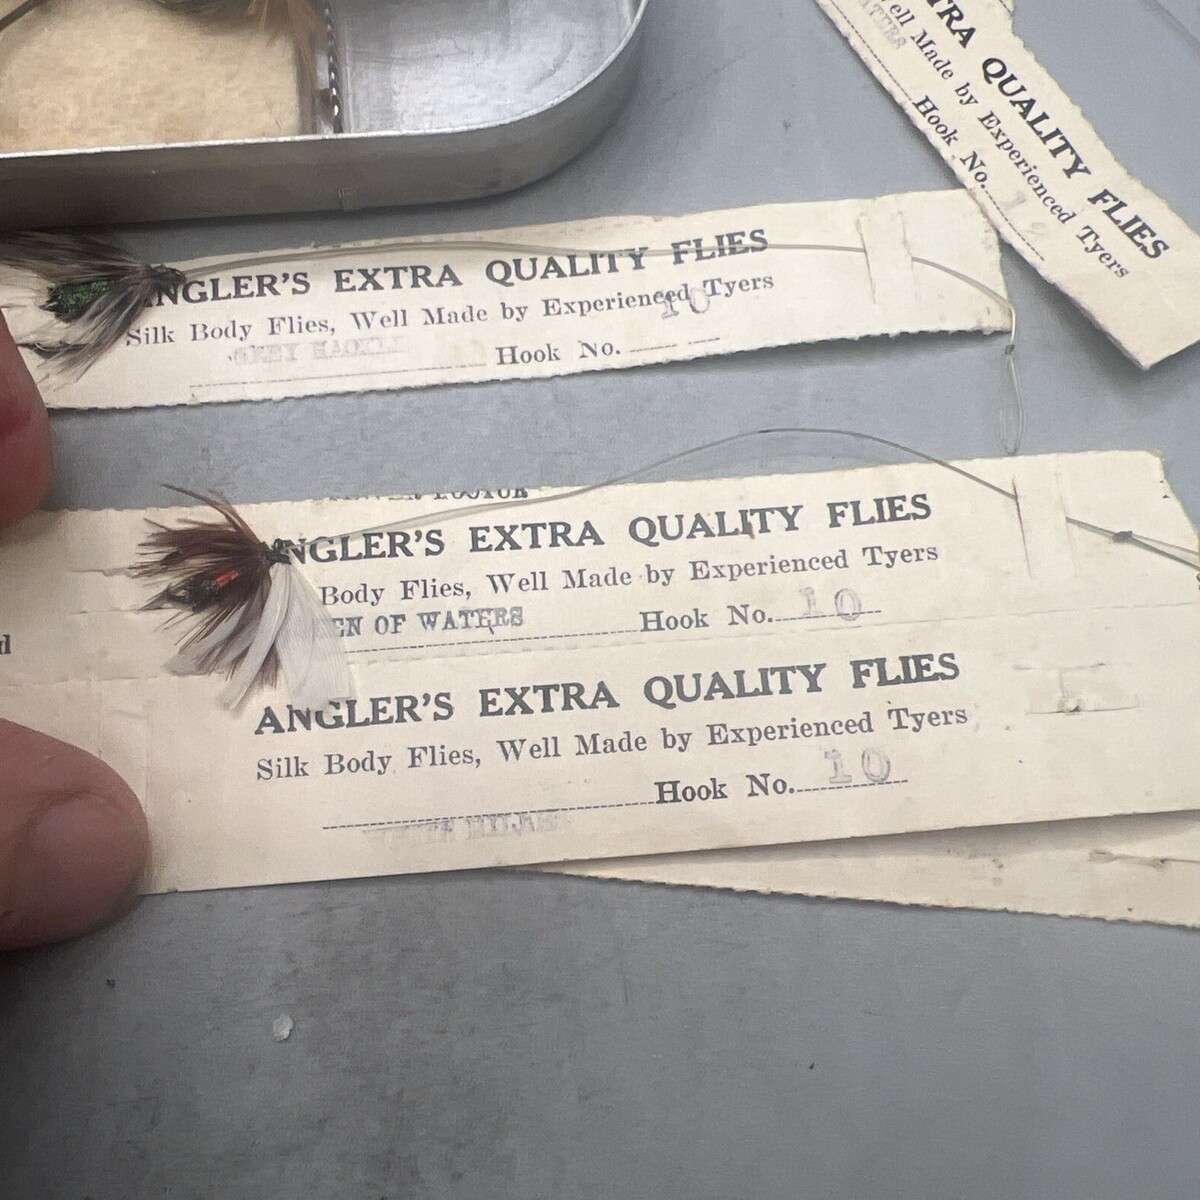 TRA QUALITY FLIES
ell Made by Experienced Tyers
Hook No.
NGLER'S EXTRA QUALITY FLIES
Silk Body Flies, Well Made by Experienced Tyers
10
GREY HACKLE
Hook No.
NGLER'S EXTRA QUALITY FLIES
Body Flies, Well Made by Experienced Tyers
EN OF WATERS Hook No. 10
d
ANGLER'S EXTRA QUALITY FLIES
Silk Body Flies, Well Made by Experienced Tyers
Hook No. 10